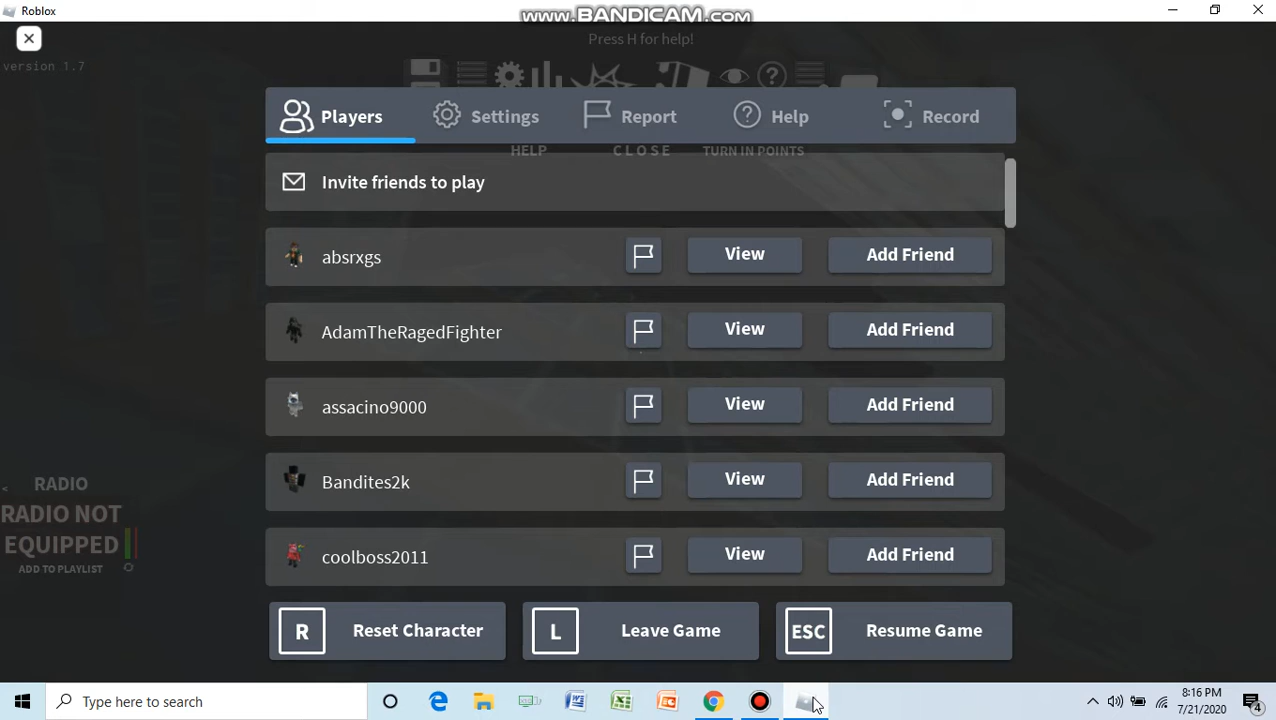 Roblox
www.BANDICAM.com
Press H for help!
version 1.7
Players
Settings
Report
Help
Record
HELP
CLOSE
TURN IN POINTS
Invite friends to play
absrxgs
View
Add Friend
AdamTheRagedFighter
View
Add Friend
assacino9000
View
Add Friend
Bandites2k
View
Add Friend
coolboss2011
View
Add Friend
< RADIO
RADIO NOT
EQUIPPED
ADD TO PLAYLIST
R Reset Character
L Leave Game
ESC Resume Game
Type here to search
8:16 PM
7/21/2020
4